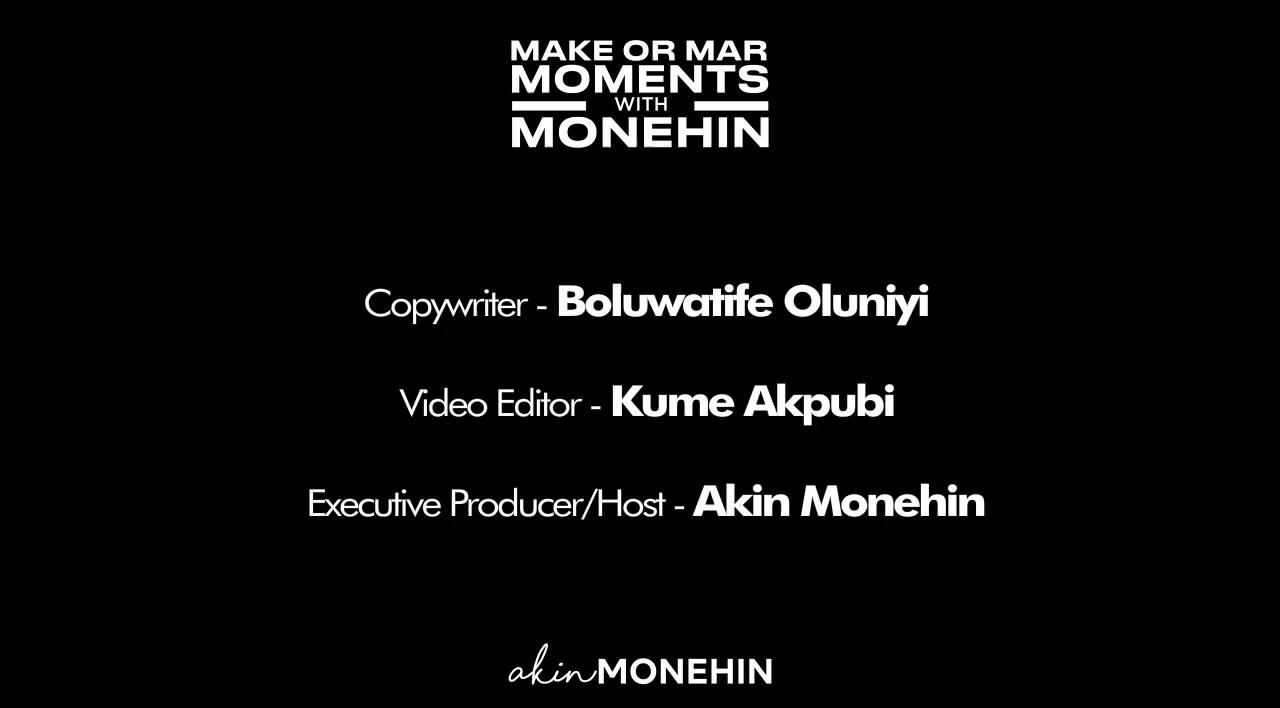 MAKE OR MAR
MOMENTS
WITH
MONEHIN
Copywriter - Boluwatife Oluniyi
Video Editor - Kume Akpubi
Executive Producer/Host - Akin Monehin
akinMONEHIN